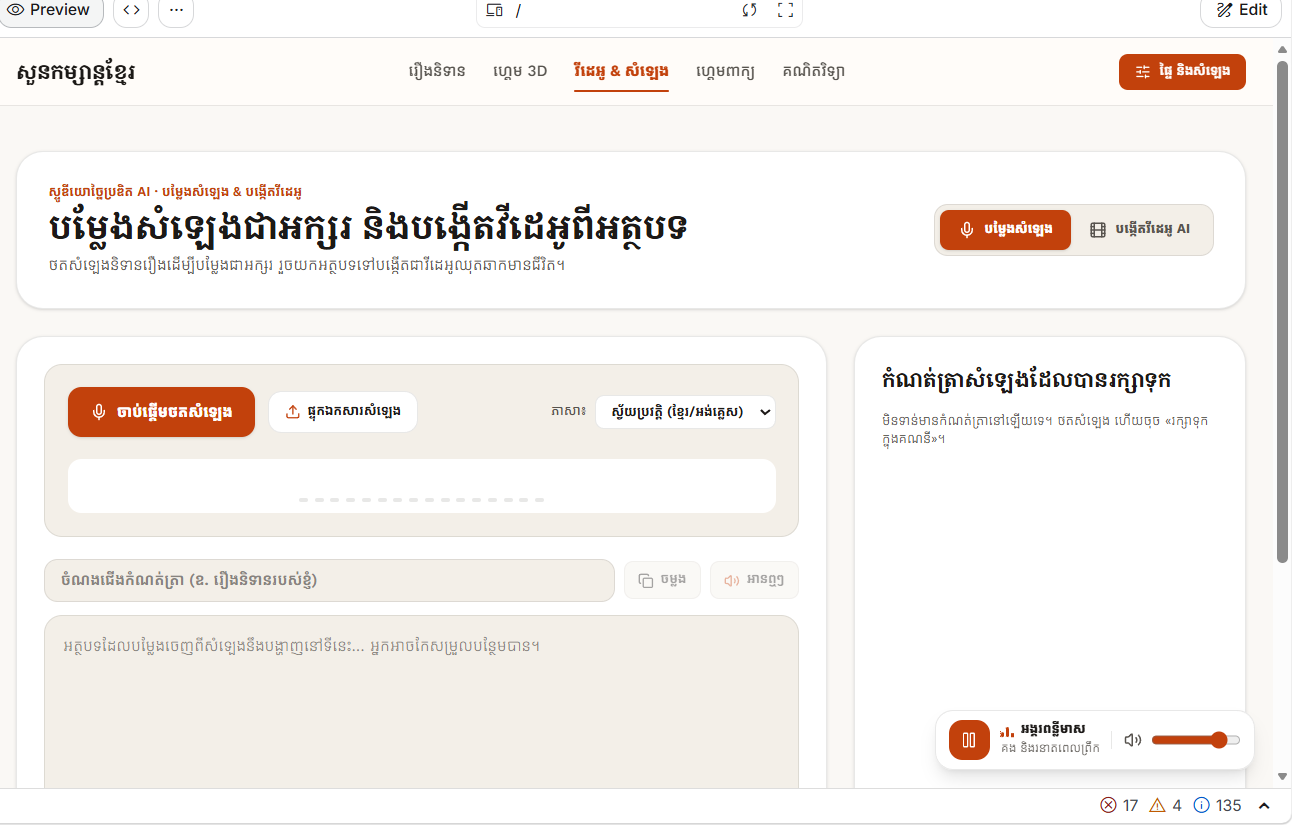 Preview
/
Edit
សួនកម្សាន្តខ្មែរ
រឿងនិទាន
ហ្គេម 3D
វីដេអូ & សំឡេង
ហ្គេមពាក្យ
គណិតវិទ្យា
ផ្ទៃ និងសំឡេង
ស្ទូឌីយោច្នៃប្រឌិត AI · បម្លែងសំឡេង & បង្កើតវីដេអូ
បម្លែងសំឡេងជាអក្សរ និងបង្កើតវីដេអូពីអត្ថបទ
ថតសំឡេងនិទានរឿងដើម្បីបម្លែងជាអក្សរ រួចយកអត្ថបទទៅបង្កើតជាវីដេអូឈុតឆាកមានជីវិត។
បម្លែងសំឡេង
បង្កើតវីដេអូ AI
ចាប់ផ្តើមថតសំឡេង
ផ្ទុកឯកសារសំឡេង
ភាសា៖
ស្វ័យប្រវត្តិ (ខ្មែរ/អង់គ្លេស)
ចំណងជើងកំណត់ត្រា (ឧ. រឿងនិទានរបស់ខ្ញុំ)
ចម្លង
អានឮៗ
អត្ថបទដែលបម្លែងចេញពីសំឡេងនឹងបង្ហាញនៅទីនេះ... អ្នកអាចកែសម្រួលបន្ថែមបាន។
កំណត់ត្រាសំឡេងដែលបានរក្សាទុក
មិនទាន់មានកំណត់ត្រានៅឡើយទេ។ ថតសំឡេង ហើយចុច «រក្សាទុក
ក្នុងគណនី»។
អង្គរពន្លឺមាស
គង និងរនាតពេលព្រឹក
17 4 135